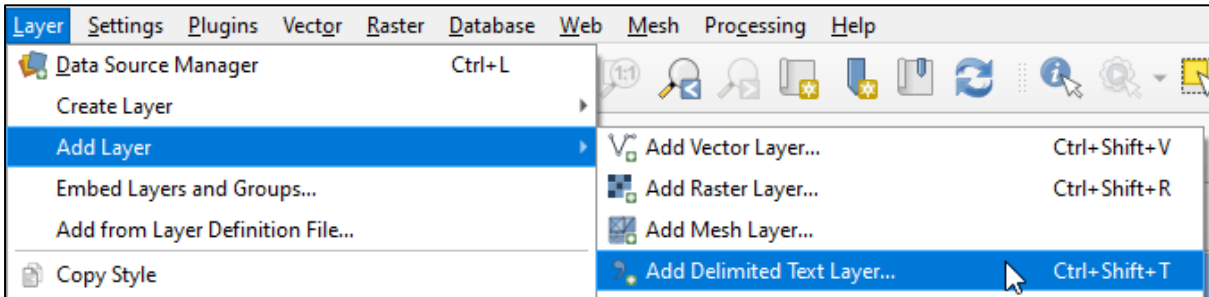 Layer Settings Plugins Vector Raster Database Web Mesh Processing Help
Data Source Manager Ctrl+L
1:1
Create Layer
Add Layer
Add Vector Layer... Ctrl+Shift+V
Embed Layers and Groups...
Add Raster Layer... Ctrl+Shift+R
Add from Layer Definition File...
Add Mesh Layer...
Copy Style
Add Delimited Text Layer... Ctrl+Shift+T